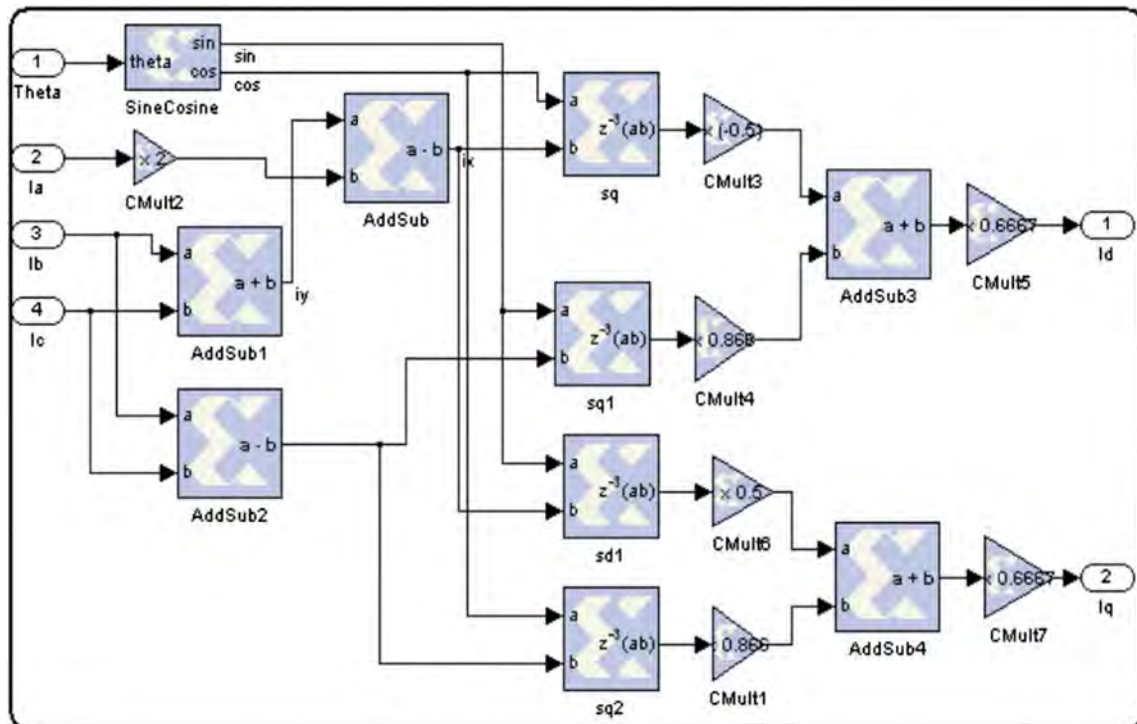 1
Theta
theta
sin
cos
SineCosine
sin
cos
2
Ia
x 2
CMult2
a
b
a - b
ix
AddSub
3
Ib
4
Ic
a
b
a + b
iy
AddSub1
a
b
a - b
AddSub2
a
b
z⁻³(ab)
sq
x (-0.5)
CMult3
a
b
z⁻³(ab)
sq1
x 0.866
CMult4
a
b
a + b
AddSub3
x 0.6667
CMult5
1
Id
a
b
z⁻³(ab)
sd1
x 0.5
CMult6
a
b
z⁻³(ab)
sq2
x 0.866
CMult1
a
b
a + b
AddSub4
x 0.6667
CMult7
2
Iq